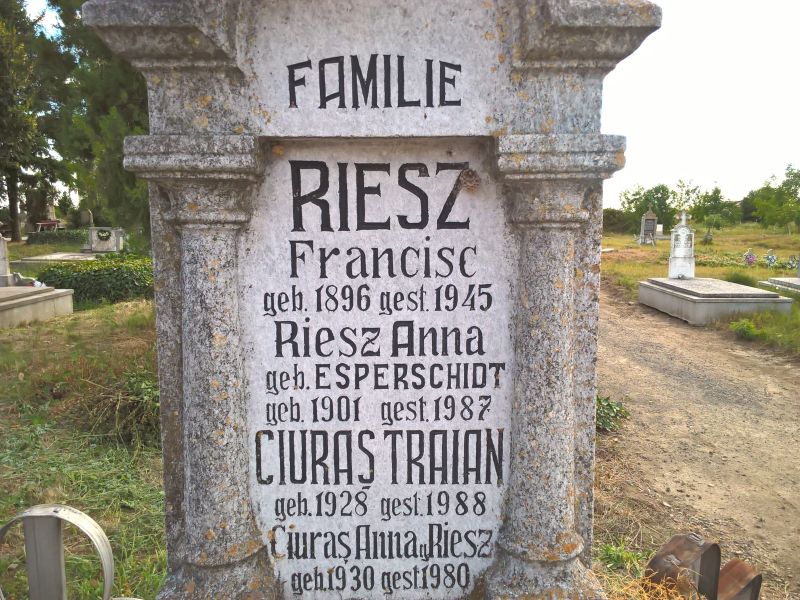 FAMILIE
RIESZ
Francisc
geb. 1896 gest. 1945
Riesz Anna
geb. ESPERSCHIDT
geb. 1901 gest. 1987
CIURAŞ TRAIAN
geb. 1928 gest. 1988
Ciuraş Anna g Riesz
geb. 1930 gest 1980